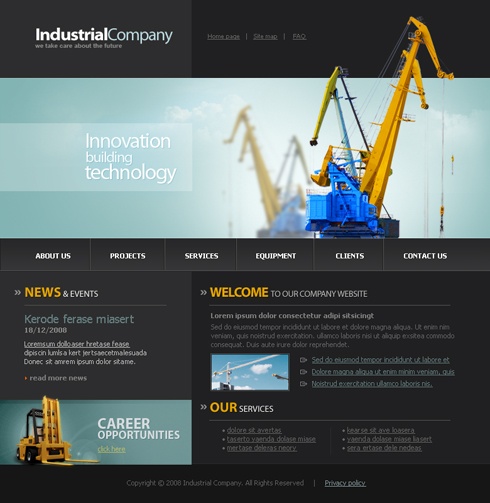 IndustrialCompany
we take care about the future
Home page | Site map | FAQ
Innovation
building
technology
ABOUT US
PROJECTS
SERVICES
EQUIPMENT
CLIENTS
CONTACT US
» NEWS & EVENTS
Kerode ferase miasert
18/12/2008
Loremsum dolloaser hretase fease
dipiscin lumlsa kert jertsaecetmalesuada
Donec sit amrem ipsum dolor sitame.
read more news
CAREER
OPPORTUNITIES
click here
» WELCOME TO OUR COMPANY WEBSITE
Lorem ipsum dolor consectetur adipi sitsicingt
Sed do eiusmod tempor incididunt ut labore et dolore magna aliqua. Ut enim minim
veniam, quis nostrud exercitation. ullamco laboris nisi ut aliquip exsitea commodo
consequat. Duis aute irure dolor reprehender.
Sed do eiusmod tempor incididunt ut labore et
Dolore magna aliqua ut enim minim veniam, quis
Noistrud exercitation ullamco laboris nis.
» OUR SERVICES
dolore sit avertas
taserto vaenda dolase miase
mertase deleras neory
kearse sit ave loasera
vaenda dolase miase lasert
sera ertase dele nedeas
Copyright © 2008 Industrial Company. All Rights Reserved | Privacy policy